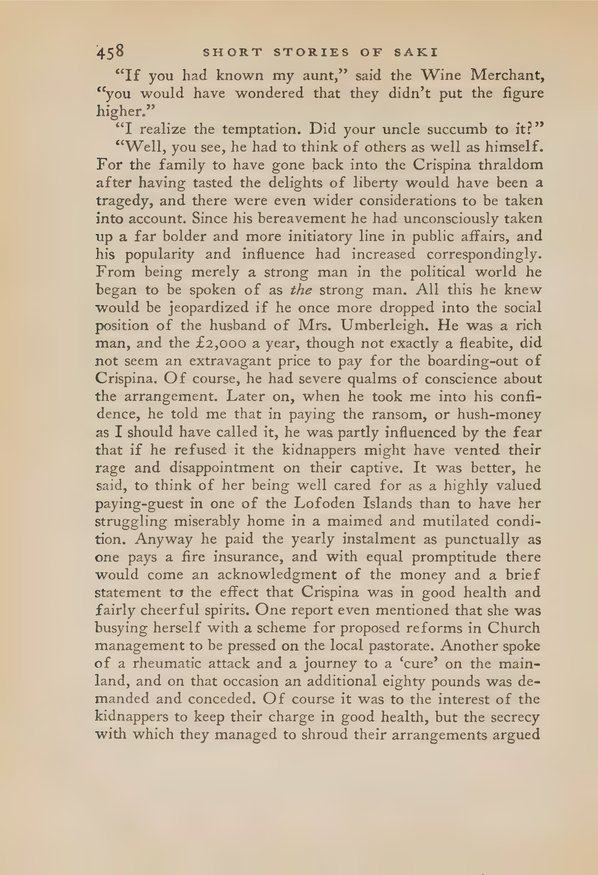 458 SHORT STORIES OF SAKI
“If you had known my aunt,” said the Wine Merchant,
“you would have wondered that they didn’t put the figure
higher.”
“I realize the temptation. Did your uncle succumb to it?”
“Well, you see, he had to think of others as well as himself.
For the family to have gone back into the Crispina thraldom
after having tasted the delights of liberty would have been a
tragedy, and there were even wider considerations to be taken
into account. Since his bereavement he had unconsciously taken
up a far bolder and more initiatory line in public affairs, and
his popularity and influence had increased correspondingly.
From being merely a strong man in the political world he
began to be spoken of as the strong man. All this he knew
would be jeopardized if he once more dropped into the social
position of the husband of Mrs. Umberleigh. He was a rich
man, and the £2,000 a year, though not exactly a fleabite, did
not seem an extravagant price to pay for the boarding-out of
Crispina. Of course, he had severe qualms of conscience about
the arrangement. Later on, when he took me into his confi-
dence, he told me that in paying the ransom, or hush-money
as I should have called it, he was partly influenced by the fear
that if he refused it the kidnappers might have vented their
rage and disappointment on their captive. It was better, he
said, to think of her being well cared for as a highly valued
paying-guest in one of the Lofoden Islands than to have her
struggling miserably home in a maimed and mutilated condi-
tion. Anyway he paid the yearly instalment as punctually as
one pays a fire insurance, and with equal promptitude there
would come an acknowledgment of the money and a brief
statement to the effect that Crispina was in good health and
fairly cheerful spirits. One report even mentioned that she was
busying herself with a scheme for proposed reforms in Church
management to be pressed on the local pastorate. Another spoke
of a rheumatic attack and a journey to a ‘cure’ on the main-
land, and on that occasion an additional eighty pounds was de-
manded and conceded. Of course it was to the interest of the
kidnappers to keep their charge in good health, but the secrecy
with which they managed to shroud their arrangements argued